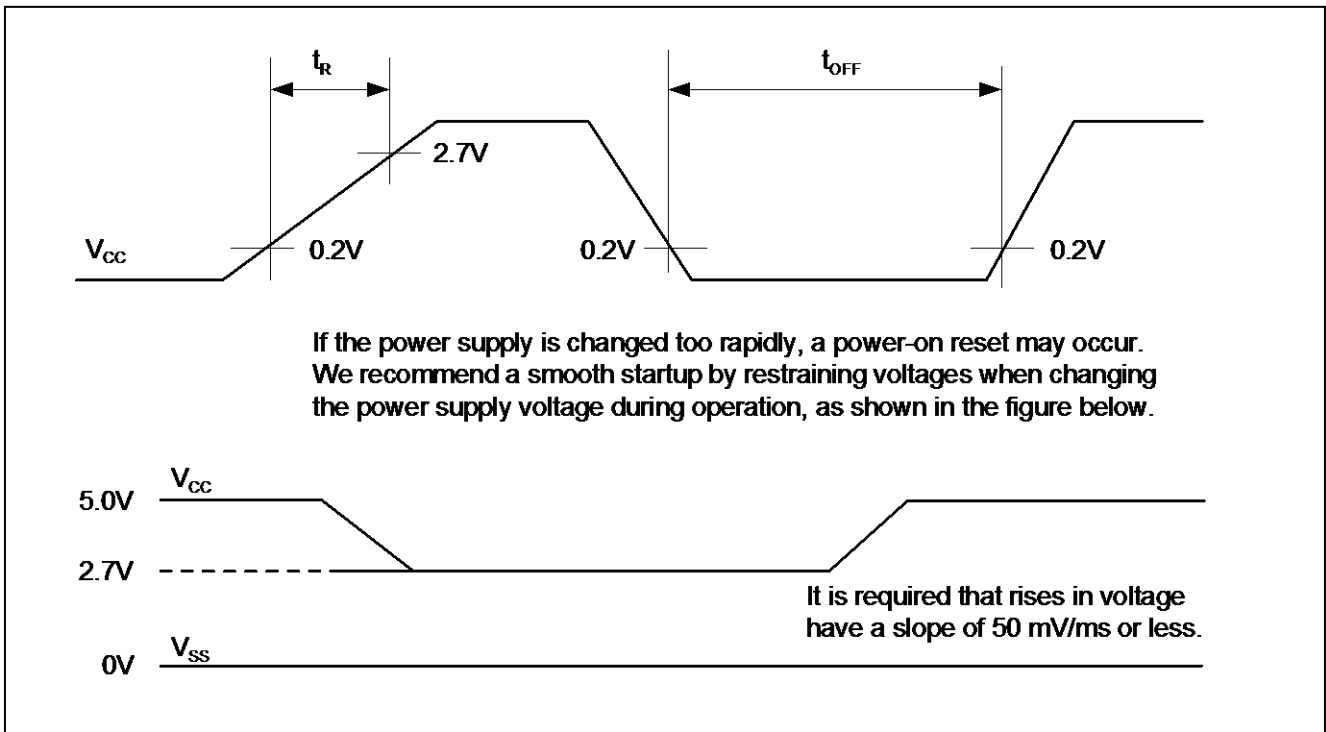 tR
tOFF
2.7V
VCC
0.2V
0.2V
0.2V
If the power supply is changed too rapidly, a power-on reset may occur.
We recommend a smooth startup by restraining voltages when changing
the power supply voltage during operation, as shown in the figure below.
VCC
5.0V
2.7V
It is required that rises in voltage
have a slope of 50 mV/ms or less.
VSS
0V